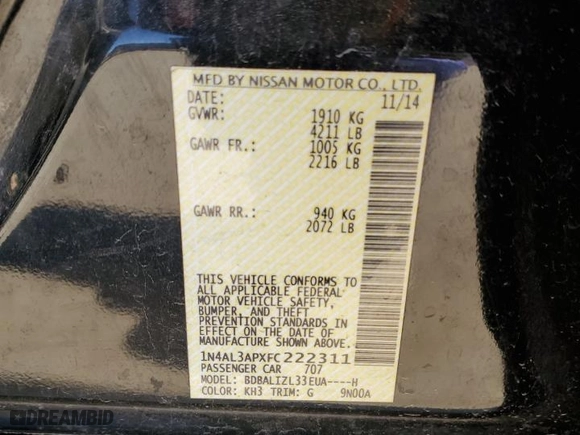 MFD BY NISSAN MOTOR CO., LTD.
DATE: 11/14
GVWR: 1910 KG
4211 LB
GAWR FR.: 1005 KG
2216 LB
GAWR RR.: 940 KG
2072 LB
THIS VEHICLE CONFORMS TO
ALL APPLICABLE FEDERAL
MOTOR VEHICLE SAFETY,
BUMPER, AND THEFT
PREVENTION STANDARDS
IN EFFECT ON THE DATE OF
MANUFACTURE SHOWN ABOVE.
1N4AL3APXFC222311
PASSENGER CAR 707
MODEL: BDBALIZL33EUA----H
COLOR: KH3 TRIM: G 9N00A
© 2024 AutoBidMaster